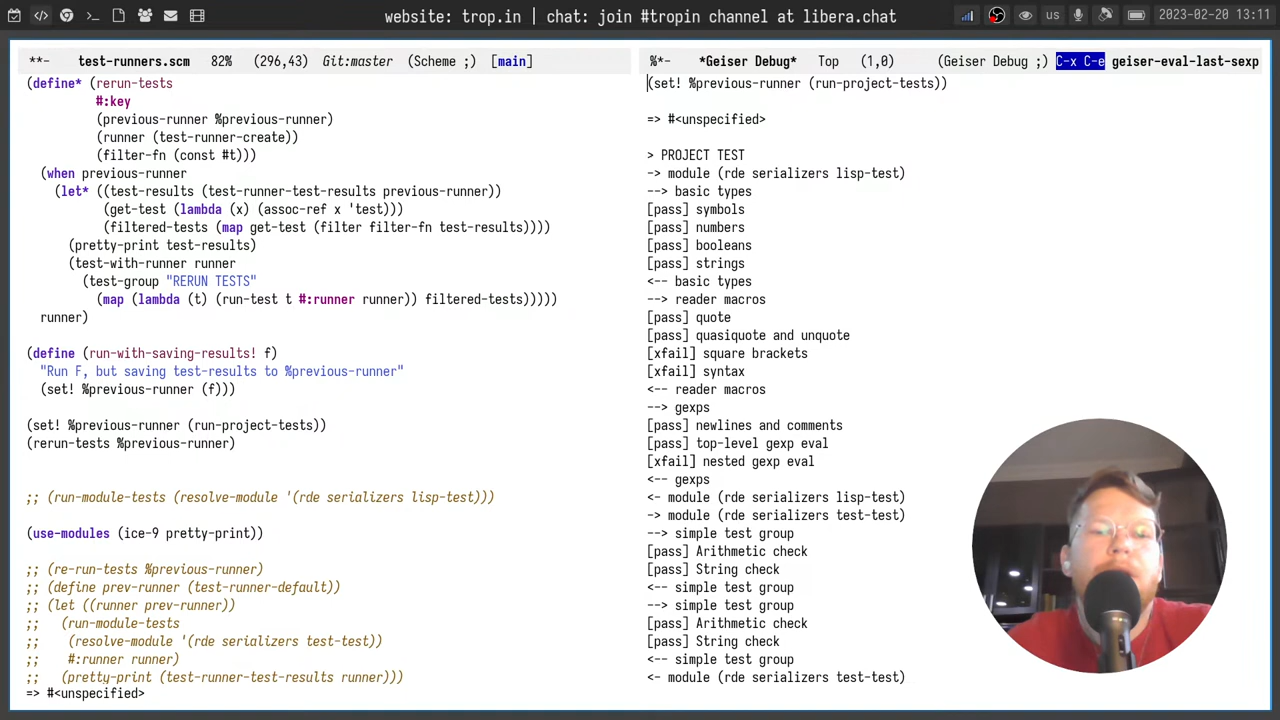 website: trop.in | chat: join #tropin channel at libera.chat
us
2023-02-20 13:11
**- test-runners.scm 82% (296,43) Git:master (Scheme ;) [main]
(define* (rerun-tests
#:key
(previous-runner %previous-runner)
(runner (test-runner-create))
(filter-fn (const #t)))
(when previous-runner
(let* ((test-results (test-runner-test-results previous-runner))
(get-test (lambda (x) (assoc-ref x 'test)))
(filtered-tests (map get-test (filter filter-fn test-results))))
(pretty-print test-results)
(test-with-runner runner
(test-group "RERUN TESTS"
(map (lambda (t) (run-test t #:runner runner)) filtered-tests)))))
runner)
(define (run-with-saving-results! f)
"Run F, but saving test-results to %previous-runner"
(set! %previous-runner (f)))
(set! %previous-runner (run-project-tests))
(rerun-tests %previous-runner)
;; (run-module-tests (resolve-module '(rde serializers lisp-test)))
(use-modules (ice-9 pretty-print))
;; (re-run-tests %previous-runner)
;; (define prev-runner (test-runner-default))
;; (let ((runner prev-runner))
;; (run-module-tests
;; (resolve-module '(rde serializers test-test))
;; #:runner runner)
;; (pretty-print (test-runner-test-results runner)))
=> #<unspecified>
%*- *Geiser Debug* Top (1,0) (Geiser Debug ;) C-x C-e geiser-eval-last-sexp
(set! %previous-runner (run-project-tests))
=> #<unspecified>
> PROJECT TEST
-> module (rde serializers lisp-test)
--> basic types
[pass] symbols
[pass] numbers
[pass] booleans
[pass] strings
<-- basic types
--> reader macros
[pass] quote
[pass] quasiquote and unquote
[xfail] square brackets
[xfail] syntax
<-- reader macros
--> gexps
[pass] newlines and comments
[pass] top-level gexp eval
[xfail] nested gexp eval
<-- gexps
<- module (rde serializers lisp-test)
-> module (rde serializers test-test)
--> simple test group
[pass] Arithmetic check
[pass] String check
<-- simple test group
--> simple test group
[pass] Arithmetic check
[pass] String check
<-- simple test group
<- module (rde serializers test-test)